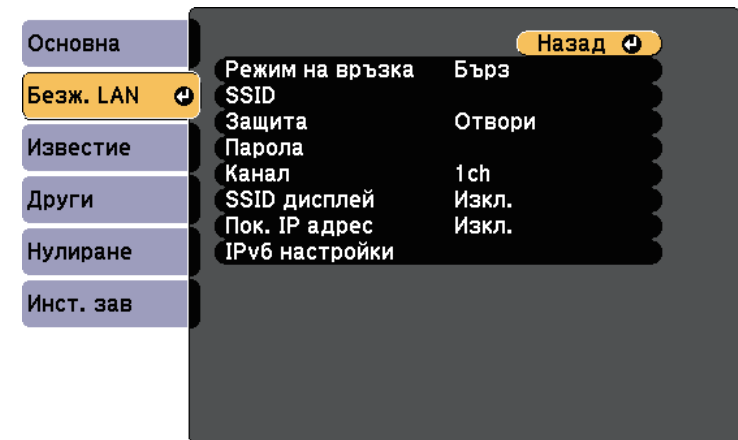 Основна
Безж. LAN
Известие
Други
Нулиране
Инст. зав
Назад
Режим на връзка Бърз
SSID
Защита Отвори
Парола
Канал 1ch
SSID дисплей Изкл.
Пок. IP адрес Изкл.
IPv6 настройки